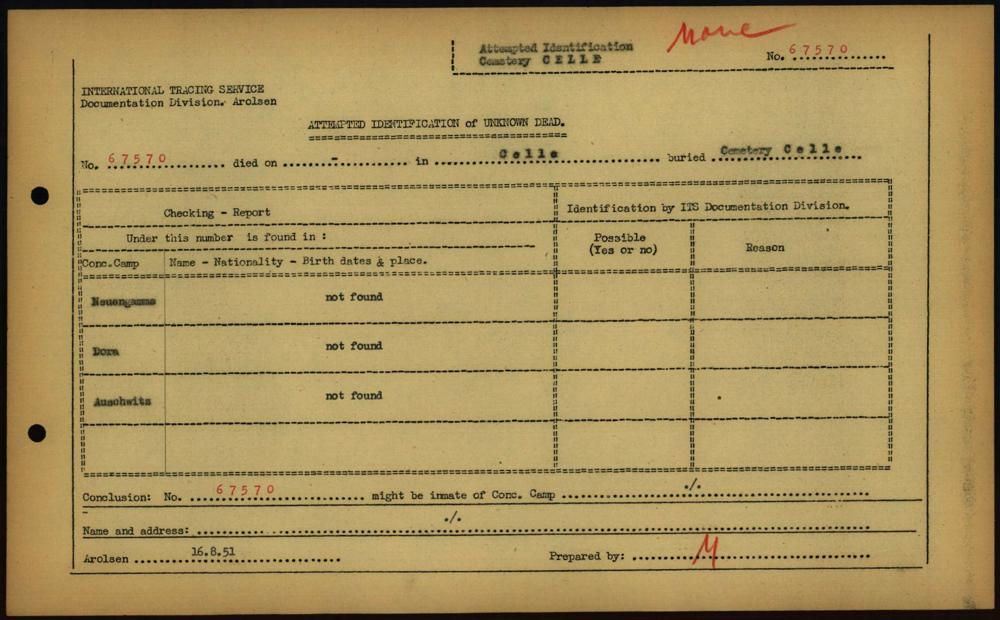 Attempted Identification
Cemetery CELLE
None
No. 67570
INTERNATIONAL TRACING SERVICE
Documentation Division. Arolsen
ATTEMPTED IDENTIFICATION of UNKNOWN DEAD.
No. 67570 died on - in Celle buried Cemetery Celle
Checking - Report
Identification by ITS Documentation Division.
Under this number is found in :
Possible
(Yes or no)
Reason
Conc.Camp
Name - Nationality - Birth dates & place.
Neuengamme not found
Dora not found
Auschwitz not found
Conclusion: No. 67570 might be inmate of Conc. Camp ./.
Name and address: ./.
Arolsen 16.8.51 Prepared by: M